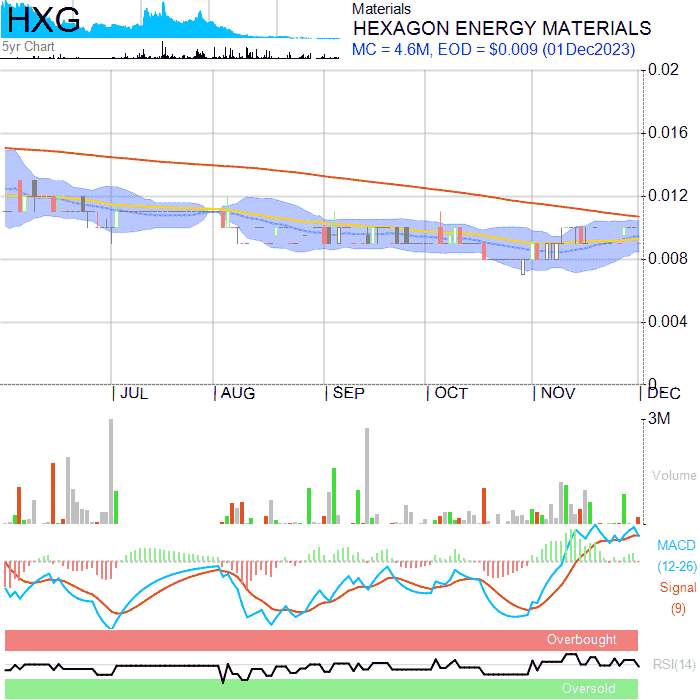 HXG
Materials
HEXAGON ENERGY MATERIALS
5yr Chart
MC = 4.6M, EOD = $0.009 (01Dec2023)
0.02
0.016
0.012
0.008
0.004
0
JUL AUG SEP OCT NOV DEC
3M
Volume
MACD
(12-26)
Signal
(9)
Overbought
RSI(14)
Oversold